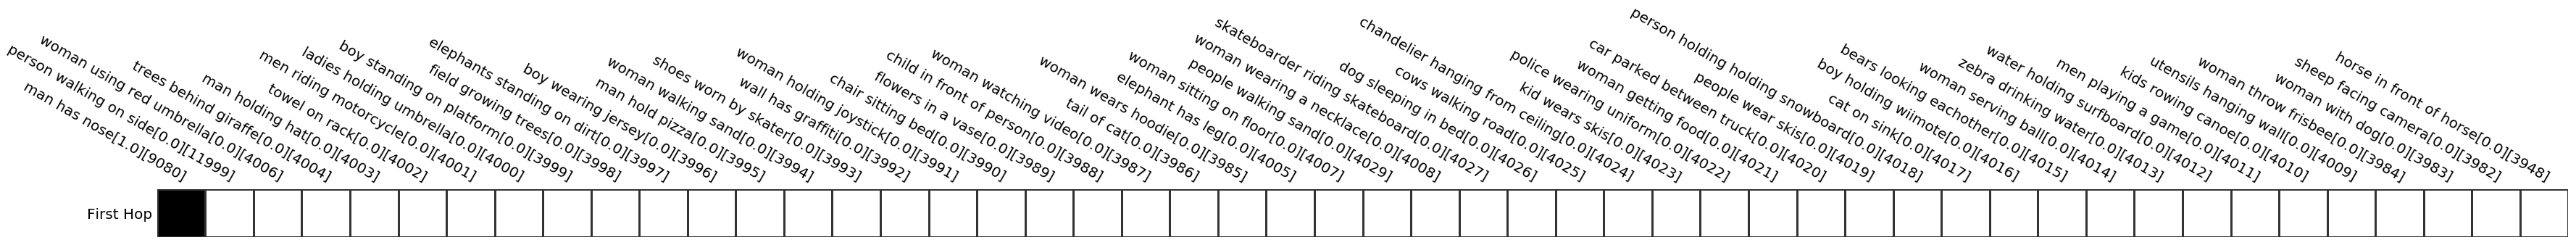 man has nose[1.0][9080]
person walking on side[0.0][11999]
woman using red umbrella[0.0][4006]
trees behind giraffe[0.0][4004]
man holding hat[0.0][4003]
towel on rack[0.0][4002]
men riding motorcycle[0.0][4001]
ladies holding umbrella[0.0][4000]
boy standing on platform[0.0][3999]
field growing trees[0.0][3998]
elephants standing on dirt[0.0][3997]
boy wearing jersey[0.0][3996]
man hold pizza[0.0][3995]
woman walking sand[0.0][3994]
shoes worn by skater[0.0][3993]
wall has graffiti[0.0][3992]
woman holding joystick[0.0][3991]
chair sitting bed[0.0][3990]
flowers in a vase[0.0][3989]
child in front of person[0.0][3988]
woman watching video[0.0][3987]
tail of cat[0.0][3986]
woman wears hoodie[0.0][3985]
elephant has leg[0.0][4005]
woman sitting on floor[0.0][4007]
people walking sand[0.0][4029]
woman wearing a necklace[0.0][4008]
skateboarder riding skateboard[0.0][4027]
dog sleeping in bed[0.0][4026]
cows walking road[0.0][4025]
chandelier hanging from ceiling[0.0][4024]
kid wears skis[0.0][4023]
police wearing uniform[0.0][4022]
woman getting food[0.0][4021]
car parked between truck[0.0][4020]
people wear skis[0.0][4019]
person holding holding snowboard[0.0][4018]
cat on sink[0.0][4017]
boy holding wiimote[0.0][4016]
bears looking eachother[0.0][4015]
woman serving ball[0.0][4014]
zebra drinking water[0.0][4013]
water holding surfboard[0.0][4012]
men playing a game[0.0][4011]
kids rowing canoe[0.0][4010]
utensils hanging wall[0.0][4009]
woman throw frisbee[0.0][3984]
woman with dog[0.0][3983]
sheep facing camera[0.0][3982]
horse in front of horse[0.0][3948]
First Hop